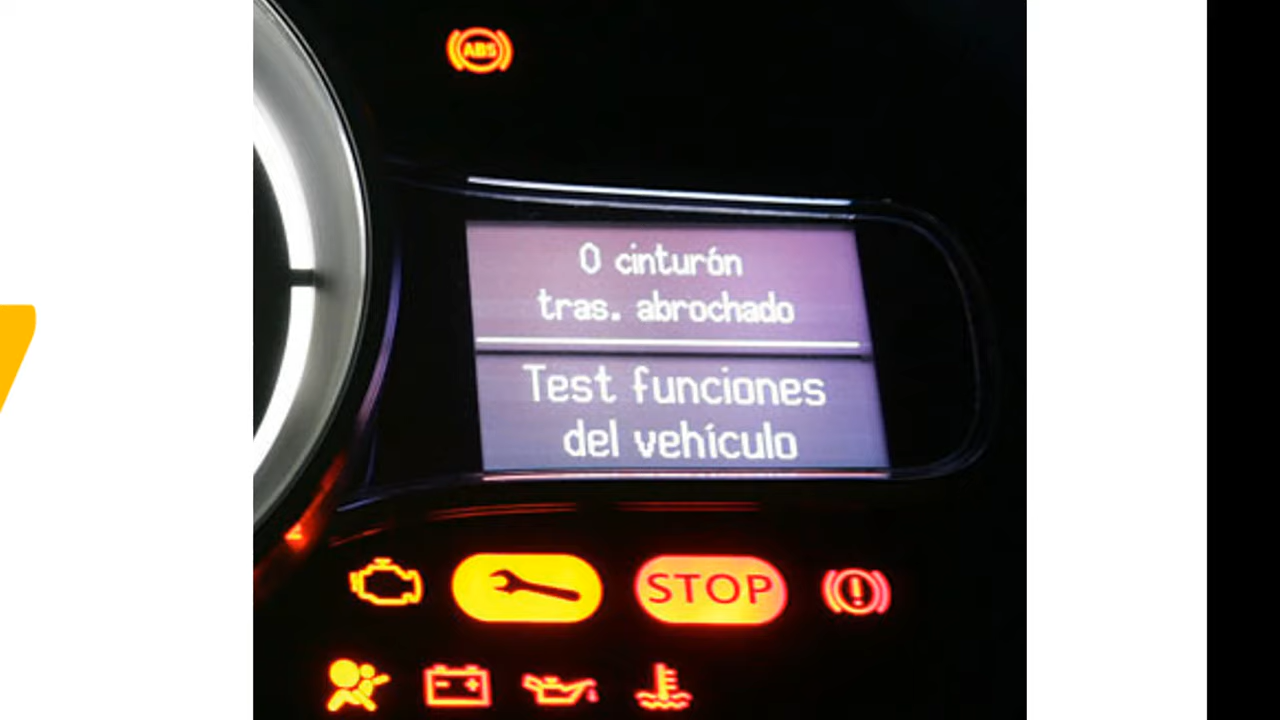 ABS
0 cinturón
tras. abrochado
Test funciones
del vehículo
STOP